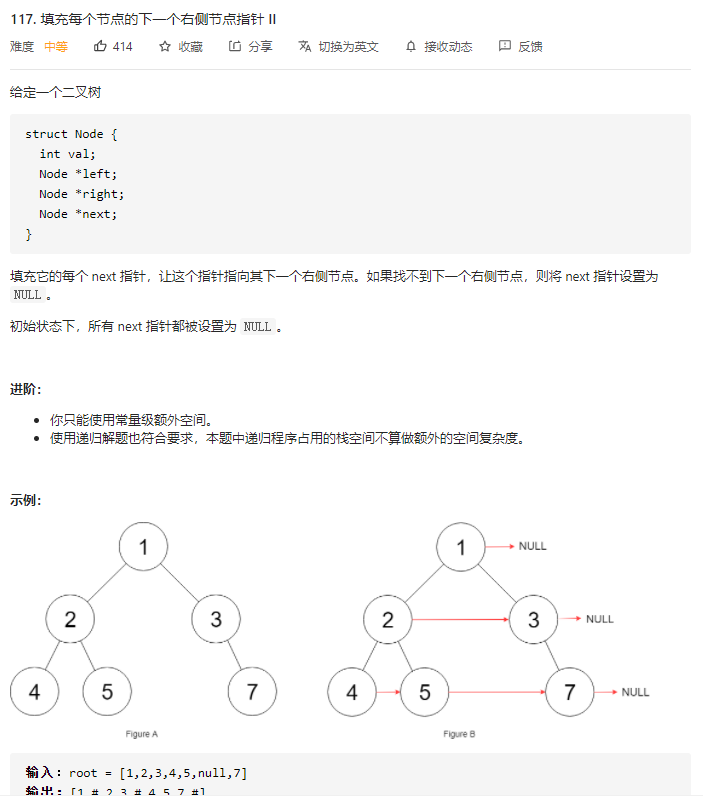 117. 填充每个节点的下一个右侧节点指针 II
难度 中等 414 收藏 分享 切换为英文 接收动态 反馈
给定一个二叉树
struct Node {
int val;
Node *left;
Node *right;
Node *next;
}
填充它的每个 next 指针，让这个指针指向其下一个右侧节点。如果找不到下一个右侧节点，则将 next 指针设置为
NULL 。
初始状态下，所有 next 指针都被设置为 NULL 。
进阶：
• 你只能使用常量级额外空间。
• 使用递归解题也符合要求，本题中递归程序占用的栈空间不算做额外的空间复杂度。
示例：
1 1 NULL
2 3 2 3 NULL
4 5 7 4 5 7 NULL
Figure A Figure B
输入：root = [1,2,3,4,5,null,7]
输出：[1,#,2,3,#,4,5,7,#]